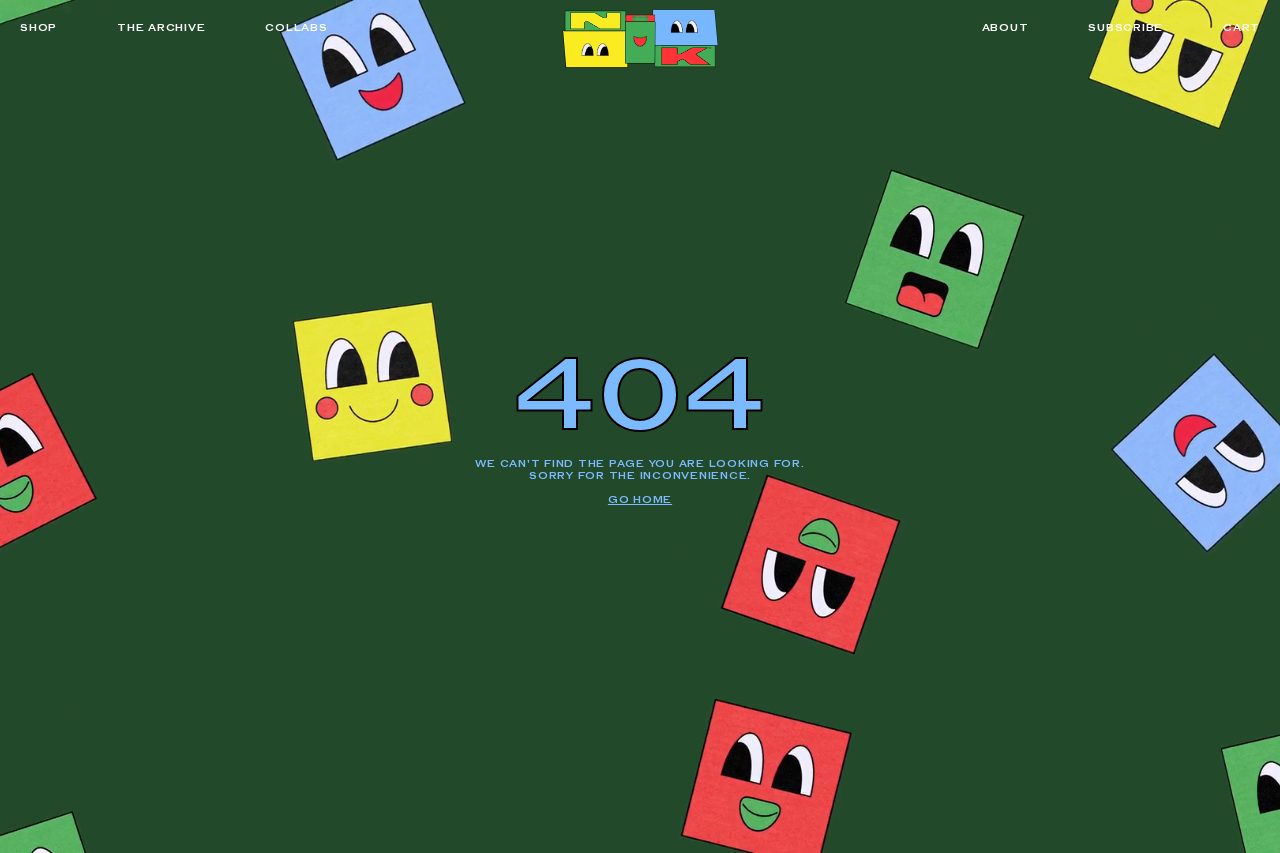 SHOP
THE ARCHIVE
COLLABS
ABOUT
SUBSCRIBE
CART
404
WE CAN'T FIND THE PAGE YOU ARE LOOKING FOR.
SORRY FOR THE INCONVENIENCE.
GO HOME